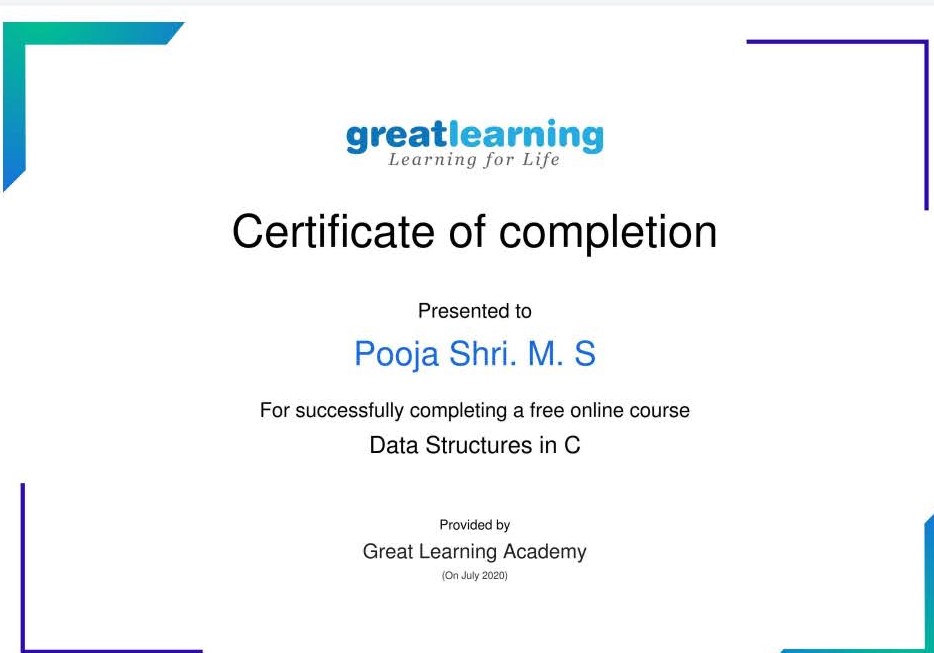 greatlearning
Learning for Life
Certificate of completion
Presented to
Pooja Shri. M. S
For successfully completing a free online course
Data Structures in C
Provided by
Great Learning Academy
(On July 2020)